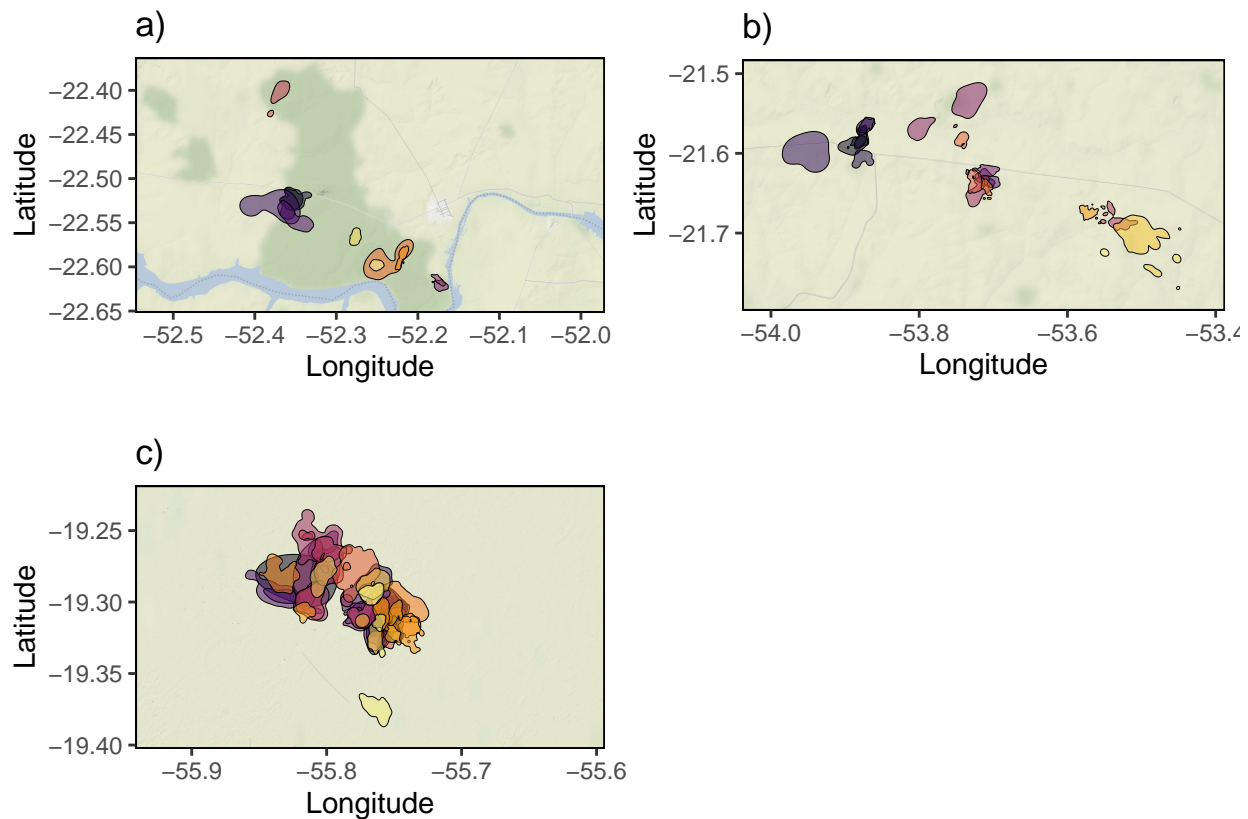 a)
−22.40
−22.45
−22.50
−22.55
−22.60
−22.65
Latitude
−52.5 −52.4 −52.3 −52.2 −52.1 −52.0
Longitude
b)
−21.5
−21.6
−21.7
Latitude
−54.0 −53.8 −53.6 −53.4
Longitude
c)
−19.25
−19.30
−19.35
−19.40
Latitude
−55.9 −55.8 −55.7 −55.6
Longitude